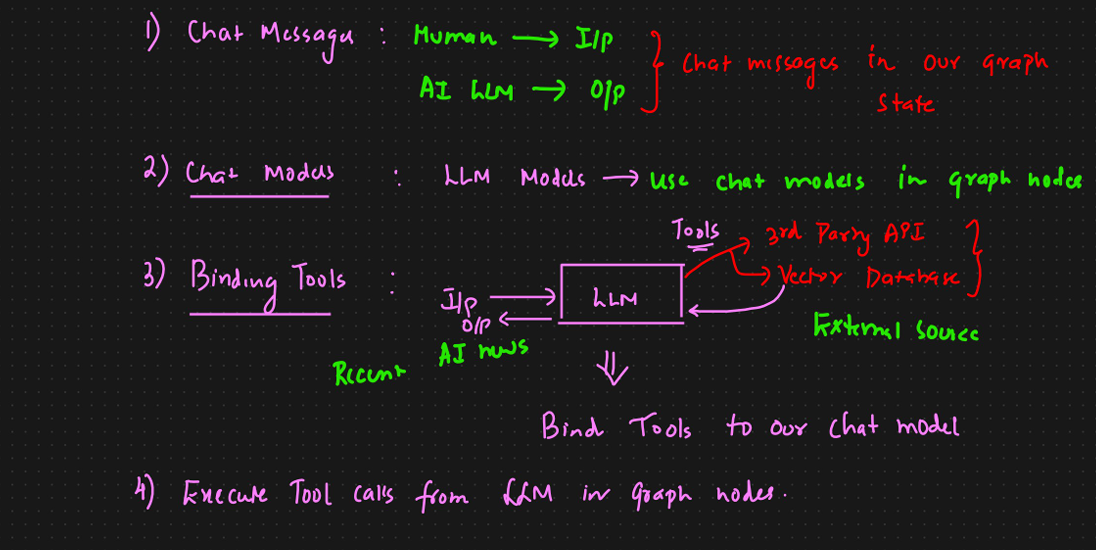 1) Chat Message : Human → I/p
AI LLM → O/p
Chat messages in our graph
state
2) Chat Models : LLM Models → Use chat models in graph nodes
Tools
3rd Party API
3) Binding Tools :
Vector Database
I/p
LLM
O/p
External source
AI news
Recent
Bind Tools to our chat model
4) Execute Tool calls from LLM in graph nodes.